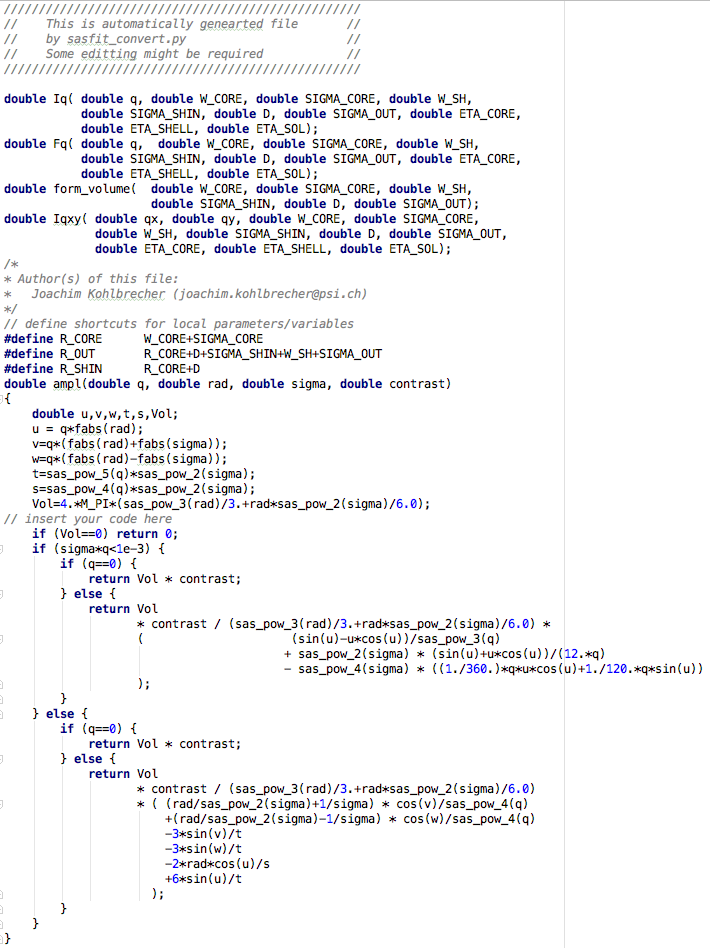 ///////////////////////////////////////////////////
//    This is automatically genearted file       //
//    by sasfit_convert.py                       //
//    Some editting might be required            //
///////////////////////////////////////////////////
double Iq( double q, double W_CORE, double SIGMA_CORE, double W_SH,
           double SIGMA_SHIN, double D, double SIGMA_OUT, double ETA_CORE,
           double ETA_SHELL, double ETA_SOL);
double Fq( double q,  double W_CORE, double SIGMA_CORE, double W_SH,
           double SIGMA_SHIN, double D, double SIGMA_OUT, double ETA_CORE,
           double ETA_SHELL, double ETA_SOL);
double form_volume(  double W_CORE, double SIGMA_CORE, double W_SH,
                     double SIGMA_SHIN, double D, double SIGMA_OUT);
double Iqxy( double qx, double qy, double W_CORE, double SIGMA_CORE,
             double W_SH, double SIGMA_SHIN, double D, double SIGMA_OUT,
             double ETA_CORE, double ETA_SHELL, double ETA_SOL);
/*
* Author(s) of this file:
*   Joachim Kohlbrecher (joachim.kohlbrecher@psi.ch)
*/
// define shortcuts for local parameters/variables
#define R_CORE      W_CORE+SIGMA_CORE
#define R_OUT       R_CORE+D+SIGMA_SHIN+W_SH+SIGMA_OUT
#define R_SHIN      R_CORE+D
double ampl(double q, double rad, double sigma, double contrast)
{
    double u,v,w,t,s,Vol;
    u = q*fabs(rad);
    v=q*(fabs(rad)+fabs(sigma));
    w=q*(fabs(rad)-fabs(sigma));
    t=sas_pow_5(q)*sas_pow_2(sigma);
    s=sas_pow_4(q)*sas_pow_2(sigma);
    Vol=4.*M_PI*(sas_pow_3(rad)/3.+rad*sas_pow_2(sigma)/6.0);
// insert your code here
    if (Vol==0) return 0;
    if (sigma*q<1e-3) {
        if (q==0) {
            return Vol * contrast;
        } else {
            return Vol
                   * contrast / (sas_pow_3(rad)/3.+rad*sas_pow_2(sigma)/6.0) *
                   (                     (sin(u)-u*cos(u))/sas_pow_3(q)
                                        + sas_pow_2(sigma) * (sin(u)+u*cos(u))/(12.*q)
                                        - sas_pow_4(sigma) * ((1./360.)*q*u*cos(u)+1./120.*q*sin(u))
                   );
        }
    } else {
        if (q==0) {
            return Vol * contrast;
        } else {
            return Vol
                   * contrast / (sas_pow_3(rad)/3.+rad*sas_pow_2(sigma)/6.0)
                   * ( (rad/sas_pow_2(sigma)+1/sigma) * cos(v)/sas_pow_4(q)
                       +(rad/sas_pow_2(sigma)-1/sigma) * cos(w)/sas_pow_4(q)
                       -3*sin(v)/t
                       -3*sin(w)/t
                       -2*rad*cos(u)/s
                       +6*sin(u)/t
                     );
        }
    }
}